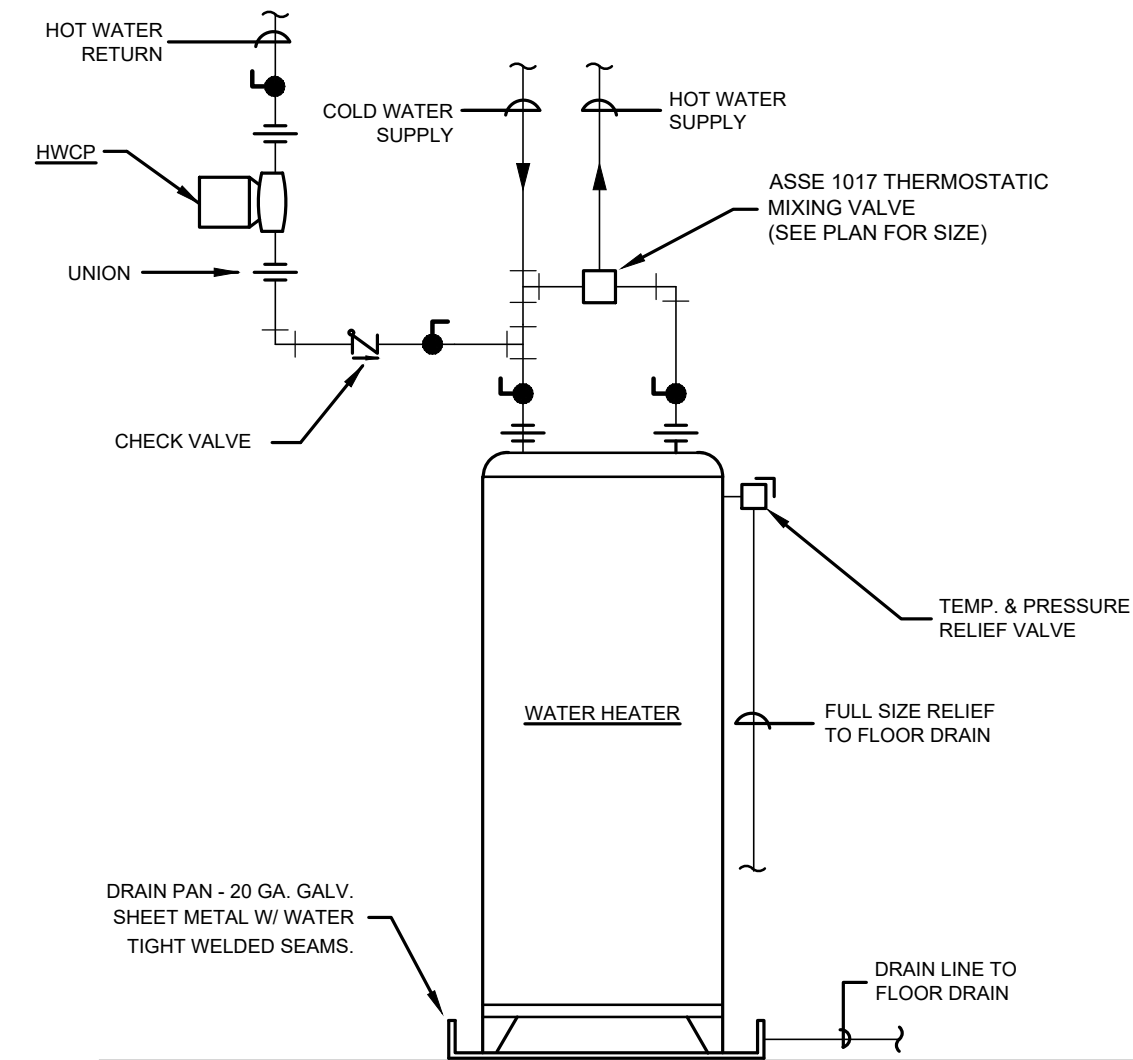 HOT WATER
RETURN
COLD WATER
SUPPLY
HOT WATER
SUPPLY
HWCP
ASSE 1017 THERMOSTATIC
MIXING VALVE
(SEE PLAN FOR SIZE)
UNION
CHECK VALVE
TEMP. & PRESSURE
RELIEF VALVE
WATER HEATER
FULL SIZE RELIEF
TO FLOOR DRAIN
DRAIN PAN - 20 GA. GALV.
SHEET METAL W/ WATER
TIGHT WELDED SEAMS.
DRAIN LINE TO
FLOOR DRAIN